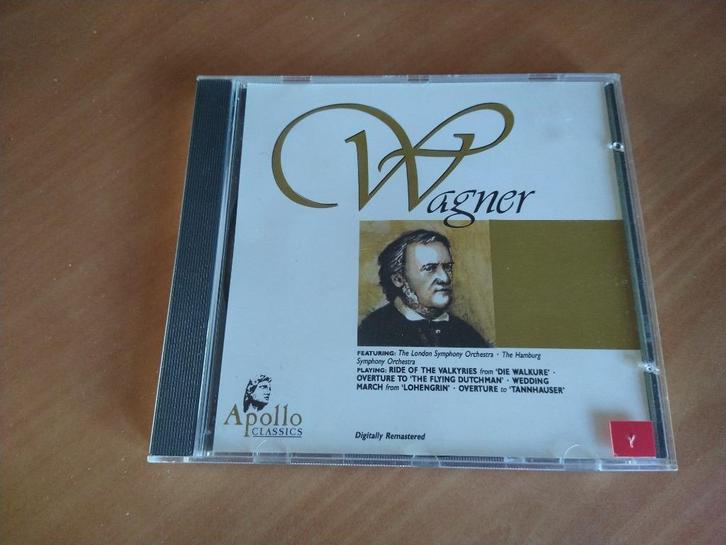 Wagner
FEATURING: The London Symphony Orchestra · The Hamburg
Symphony Orchestra
PLAYING: RIDE OF THE VALKYRIES from 'DIE WALKURE' ·
OVERTURE TO 'THE FLYING DUTCHMAN' · WEDDING
MARCH from 'LOHENGRIN' · OVERTURE to 'TANNHAUSER'
Apollo
CLASSICS
Digitally Remastered
Y